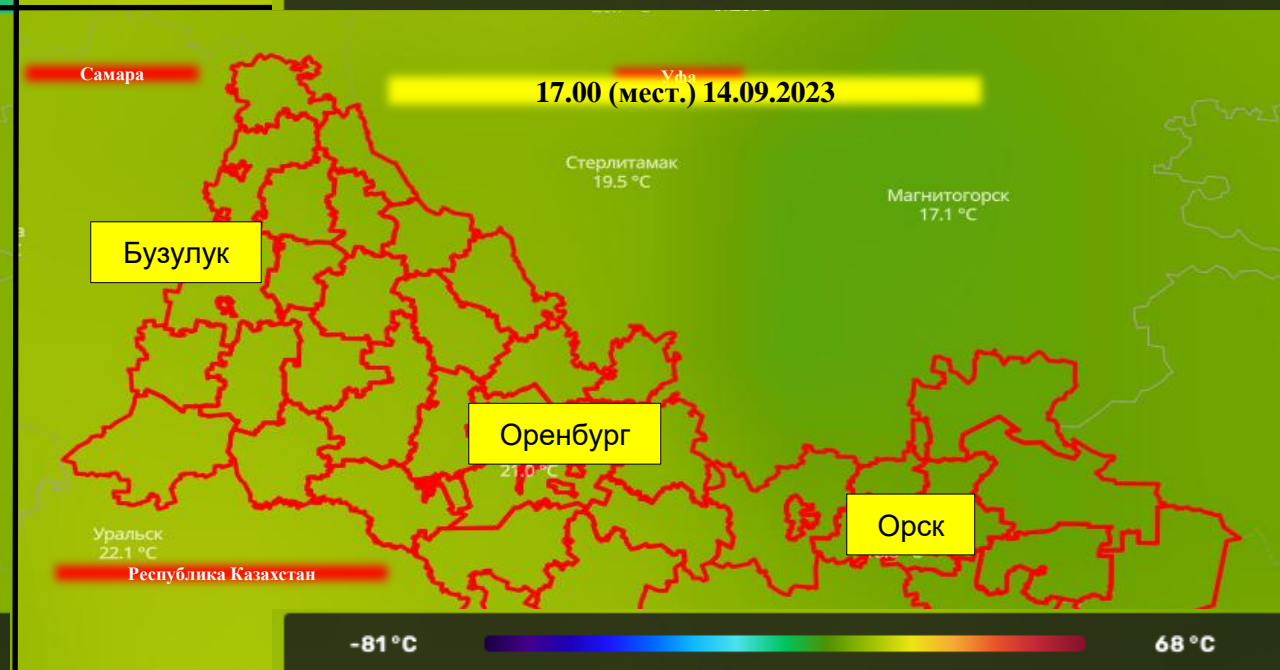 Самара
Уфа
17.00 (мест.) 14.09.2023
Стерлитамак
19.5 °C
Магнитогорск
17.1 °C
Бузулук
Оренбург
21.0 °C
Орск
Уральск
22.1 °C
Республика Казахстан
-81°C
68°C